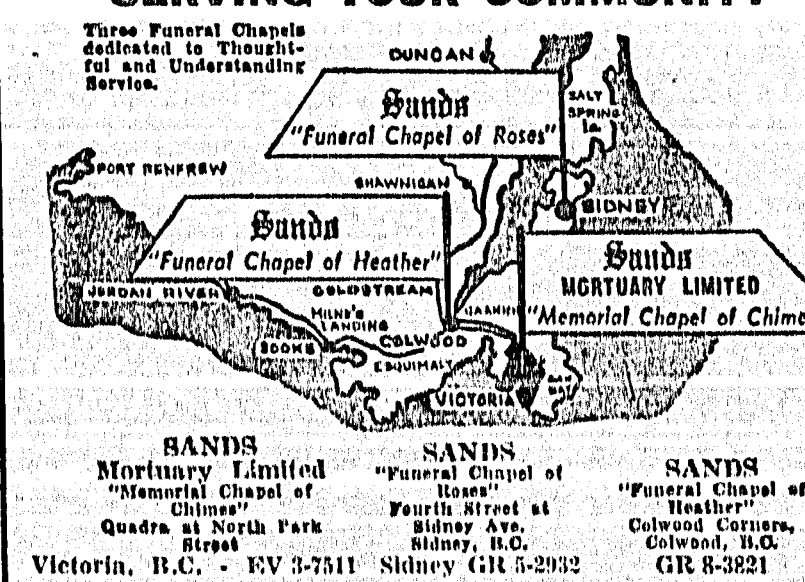 SERVING YOUR COMMUNITY
Three Funeral Chapels
dedicated to Thought-
ful and Understanding
Service.
DUNCAN
SALT
SPRING
Is.
Sands
"Funeral Chapel of Roses"
PORT RENFREW
SHAWNIGAN
SIDNEY
Sands
"Funeral Chapel of Heather"
Sands
MORTUARY LIMITED
"Memorial Chapel of Chime
JORDAN RIVER
GOLDSTREAM
MILNE'S
LANDING
COLWOOD
SOOKE
ESQUIMALT
VICTORIA
SANDS
Mortuary Limited
"Memorial Chapel of
Chimes"
Quadra at North Park
Street
Victoria, B.C. - EV 3-7511
SANDS
"Funeral Chapel of
Roses"
Fourth Street at
Sidney Ave.
Sidney, B.C.
Sidney GR 5-2932
SANDS
"Funeral Chapel of
Heather"
Colwood Corners,
Colwood, B.C.
GR 8-3821